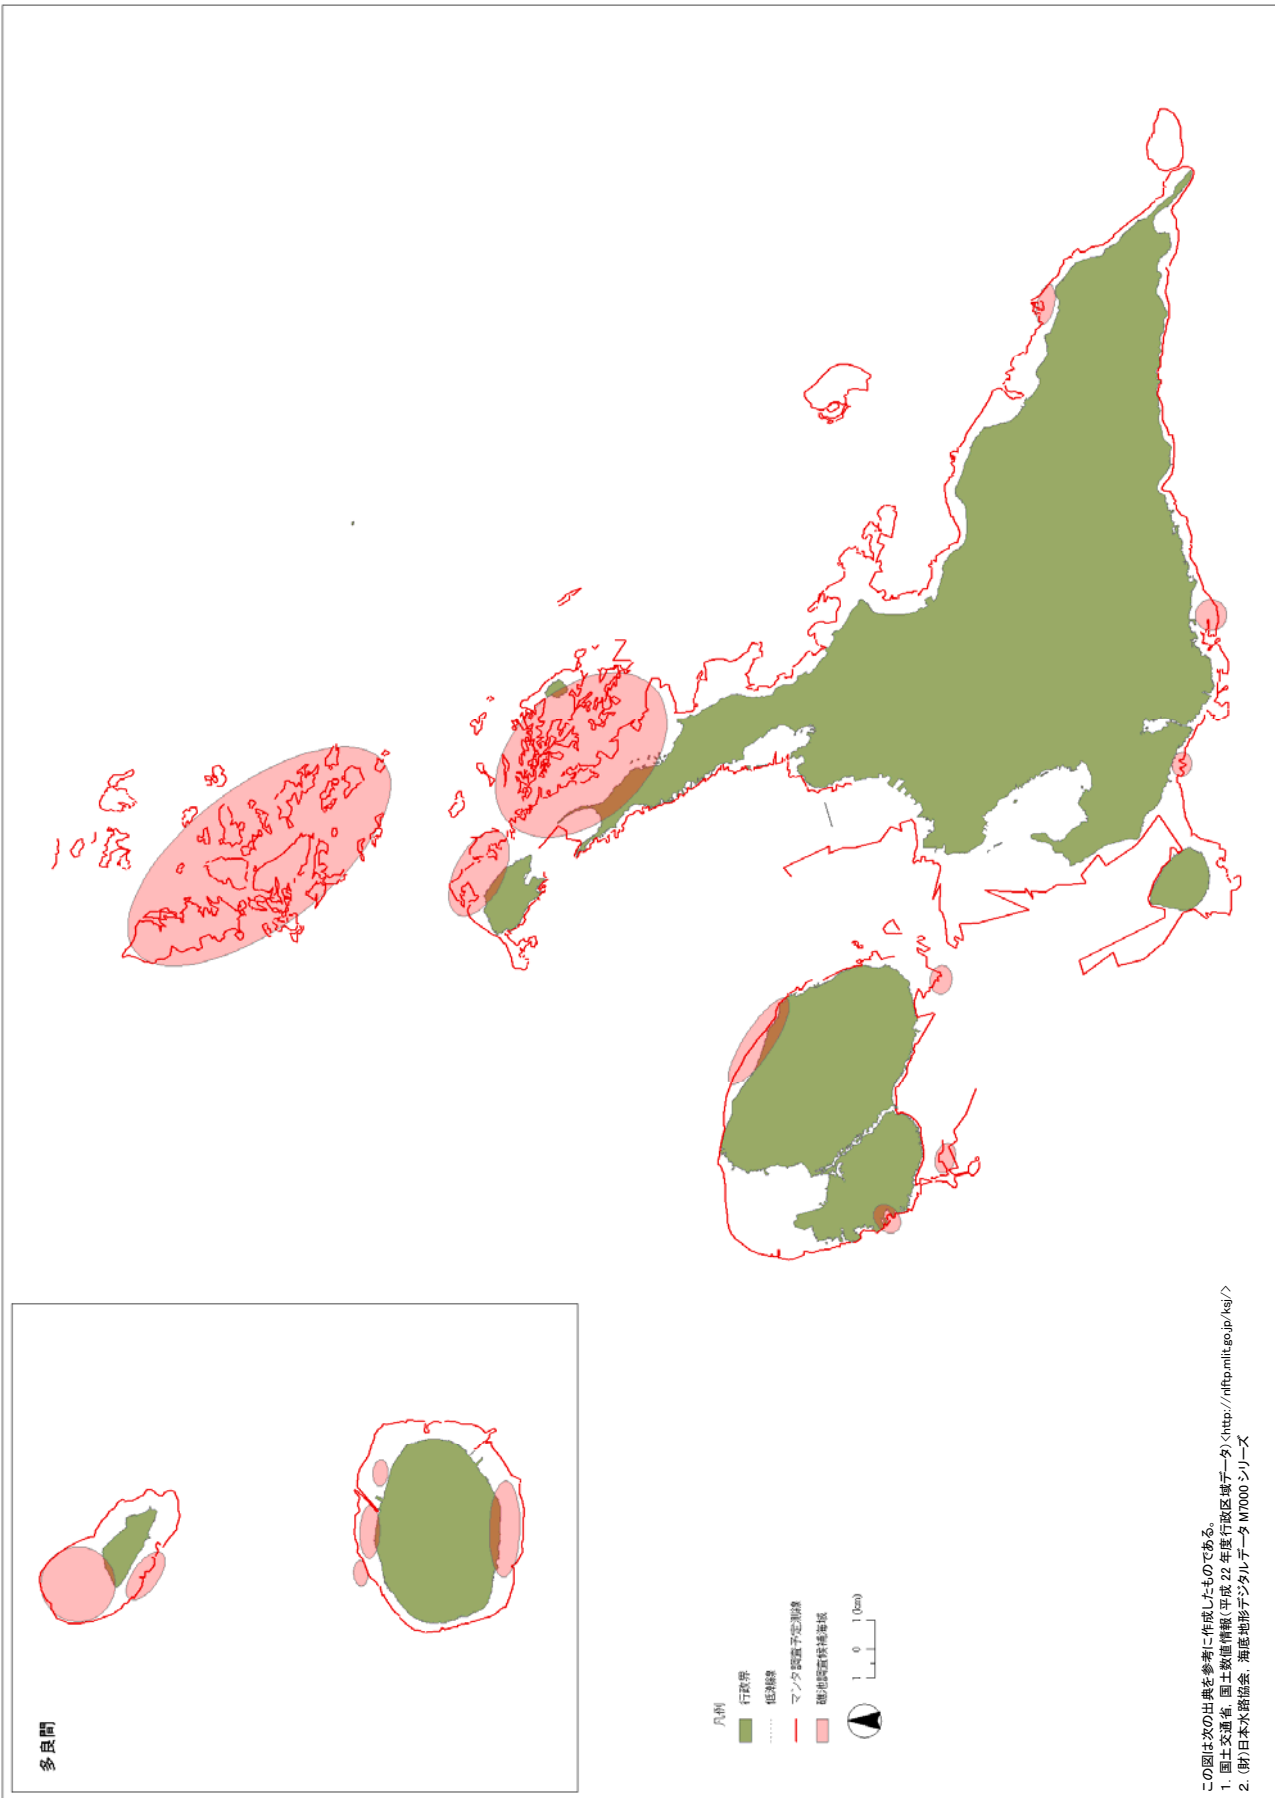 多良間
凡例
行政界
低潮線
マンタ調査予定測線
礁池調査候補海域
1 0 1 (km)
この図は次の出典を参考に作成したものである。
1. 国土交通省, 国土数値情報(平成 22 年度行政区域データ)<http://nlftp.mlit.go.jp/ksj/>
2. (財)日本水路協会, 海底地形デジタルデータ M7000 シリーズ